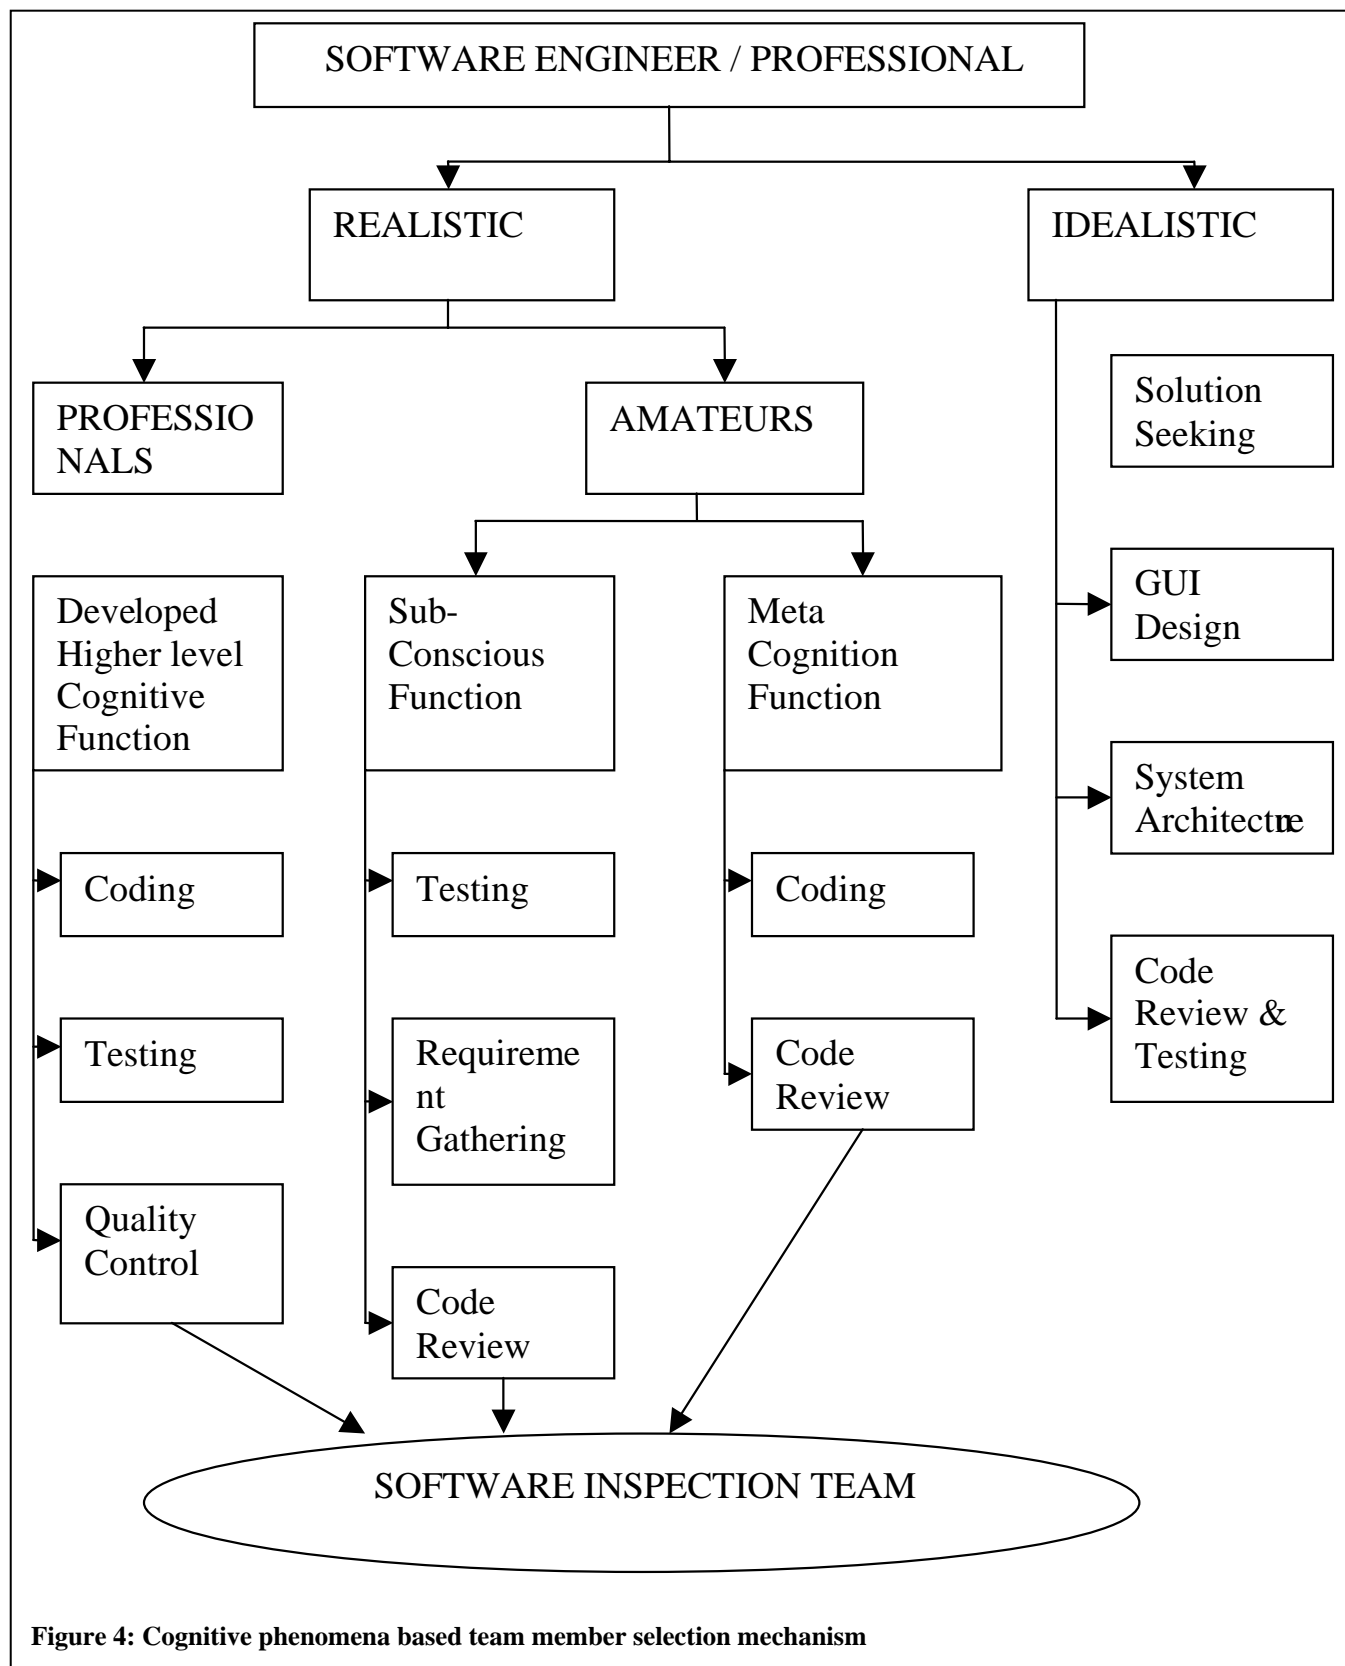 SOFTWARE ENGINEER / PROFESSIONAL
REALISTIC
IDEALISTIC
PROFESSIO
NALS
AMATEURS
Solution
Seeking
Developed
Higher level
Cognitive
Function
Sub-
Conscious
Function
Meta
Cognition
Function
GUI
Design
System
Architecture
Coding
Testing
Coding
Code
Review &
Testing
Testing
Requireme
nt
Gathering
Code
Review
Quality
Control
Code
Review
SOFTWARE INSPECTION TEAM
Figure 4: Cognitive phenomena based team member selection mechanism